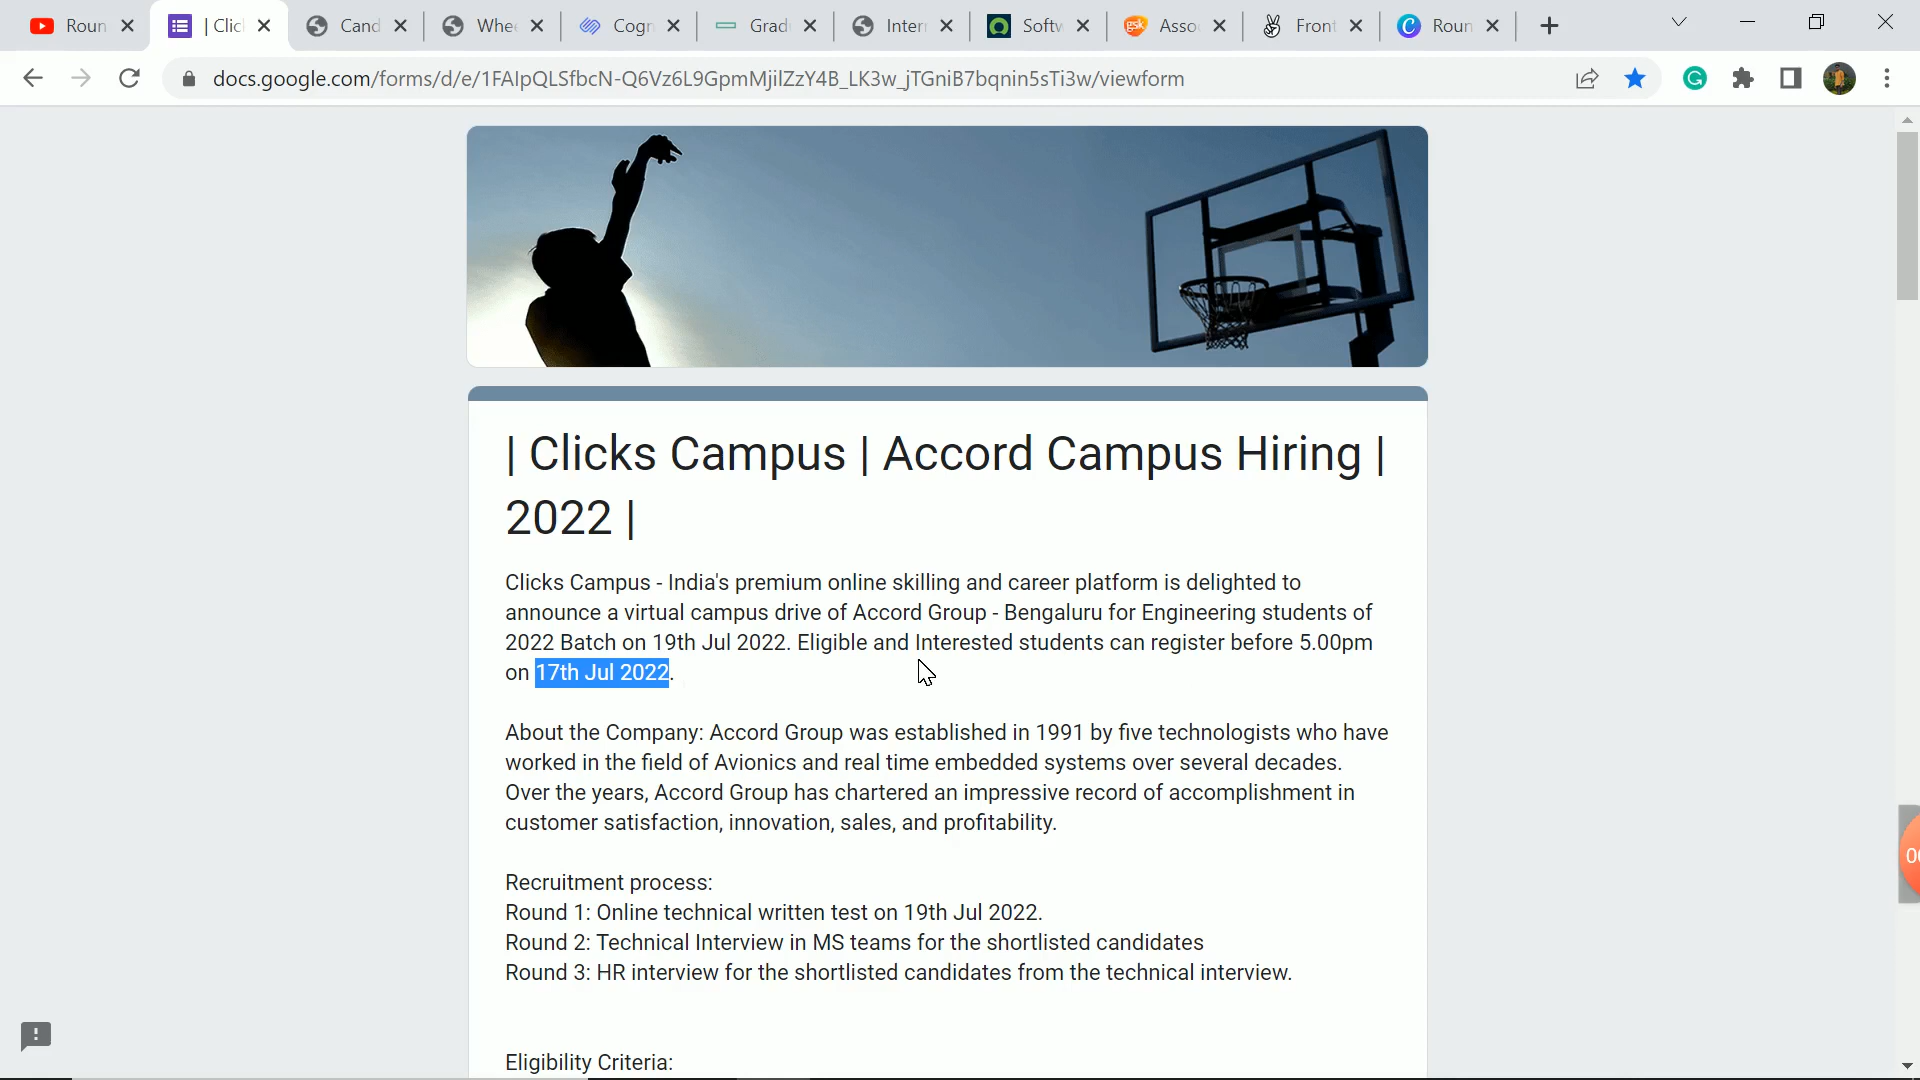 Roun
| Clic
Cand
Whe
Cogn
Grad
Inter
Softv
gsk
Asso
Front
C
Roun
docs.google.com/forms/d/e/1FAIpQLSfbcN-Q6Vz6L9GpmMjilZzY4B_LK3w_jTGniB7bqnin5sTi3w/viewform
| Clicks Campus | Accord Campus Hiring |
2022 |
Clicks Campus - India's premium online skilling and career platform is delighted to
announce a virtual campus drive of Accord Group - Bengaluru for Engineering students of
2022 Batch on 19th Jul 2022. Eligible and Interested students can register before 5.00pm
on 17th Jul 2022.
About the Company: Accord Group was established in 1991 by five technologists who have
worked in the field of Avionics and real time embedded systems over several decades.
Over the years, Accord Group has chartered an impressive record of accomplishment in
customer satisfaction, innovation, sales, and profitability.
Recruitment process:
Round 1: Online technical written test on 19th Jul 2022.
Round 2: Technical Interview in MS teams for the shortlisted candidates
Round 3: HR interview for the shortlisted candidates from the technical interview.
Eligibility Criteria: